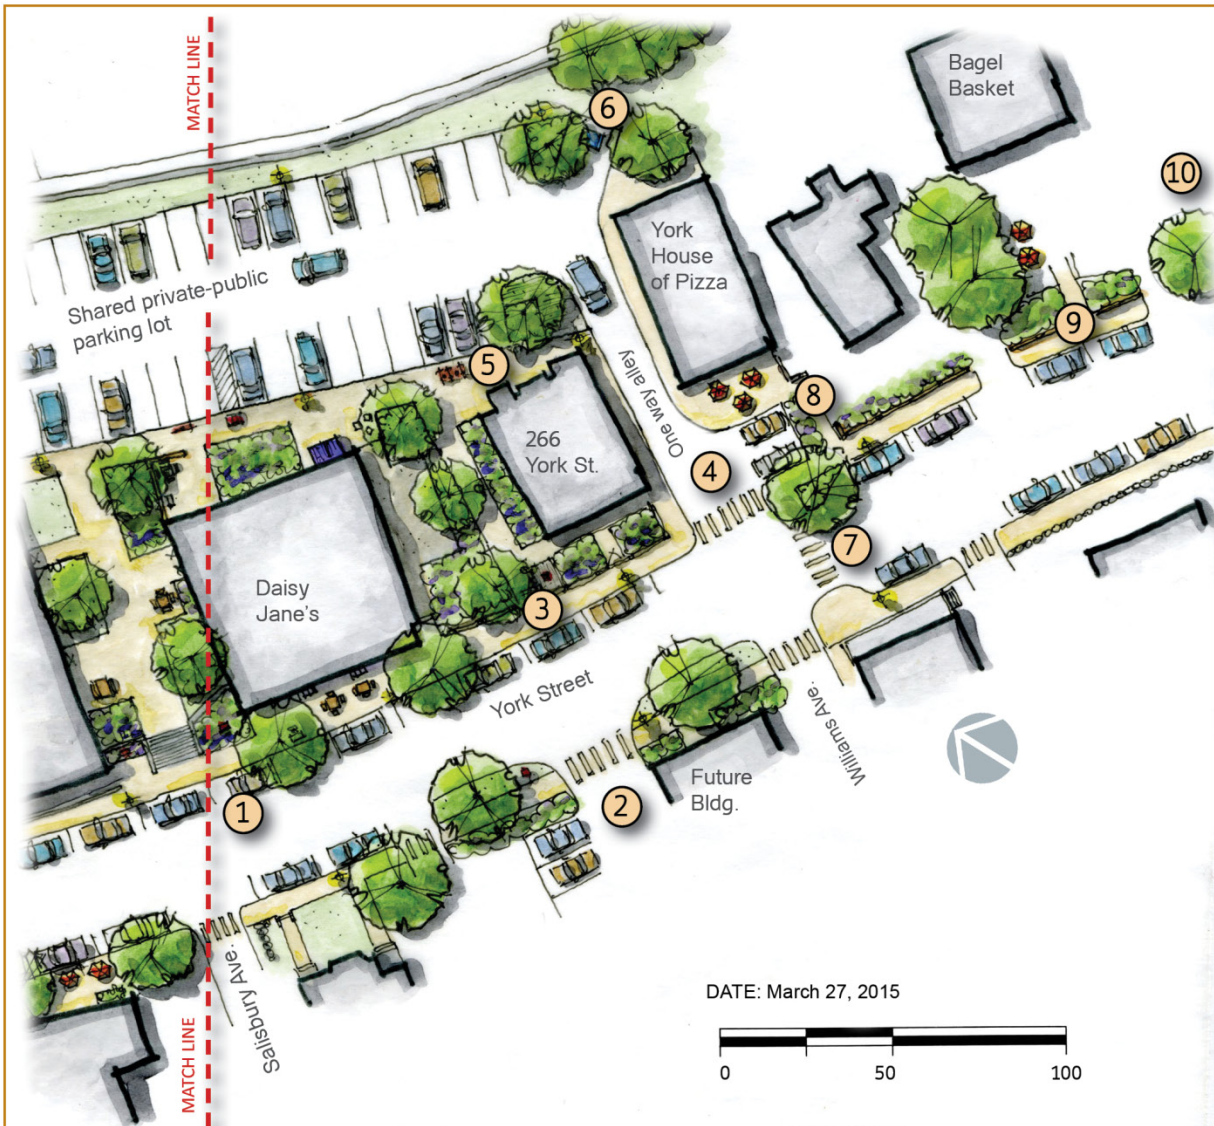 MATCH LINE
6
Bagel
Basket
10
York
House
of Pizza
Shared private-public
parking lot
9
5
One way alley
8
266
York St.
4
7
Daisy
Jane's
3
York Street
Williams Ave.
Future
Bldg.
1
2
Salisbury Ave.
MATCH LINE
DATE: March 27, 2015
0
50
100